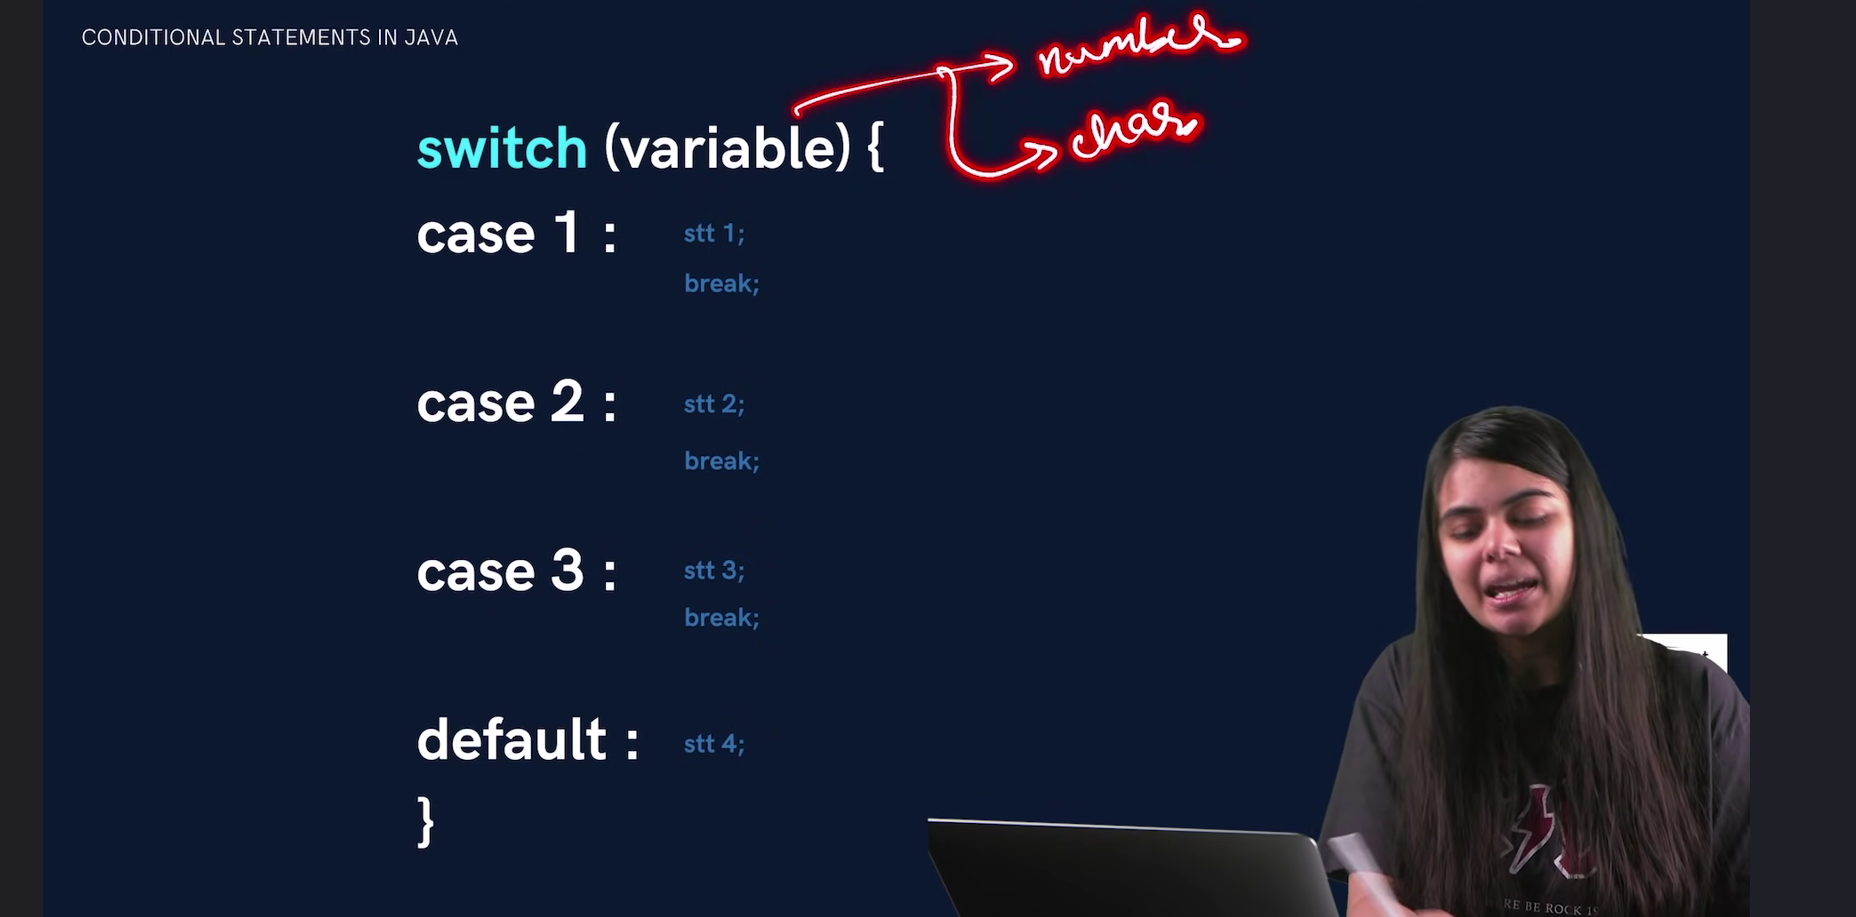 CONDITIONAL STATEMENTS IN JAVA
number
char
switch (variable) {
case 1 : stt 1;
break;
case 2 : stt 2;
break;
case 3 : stt 3;
break;
default : stt 4;
}
RE BE ROCK